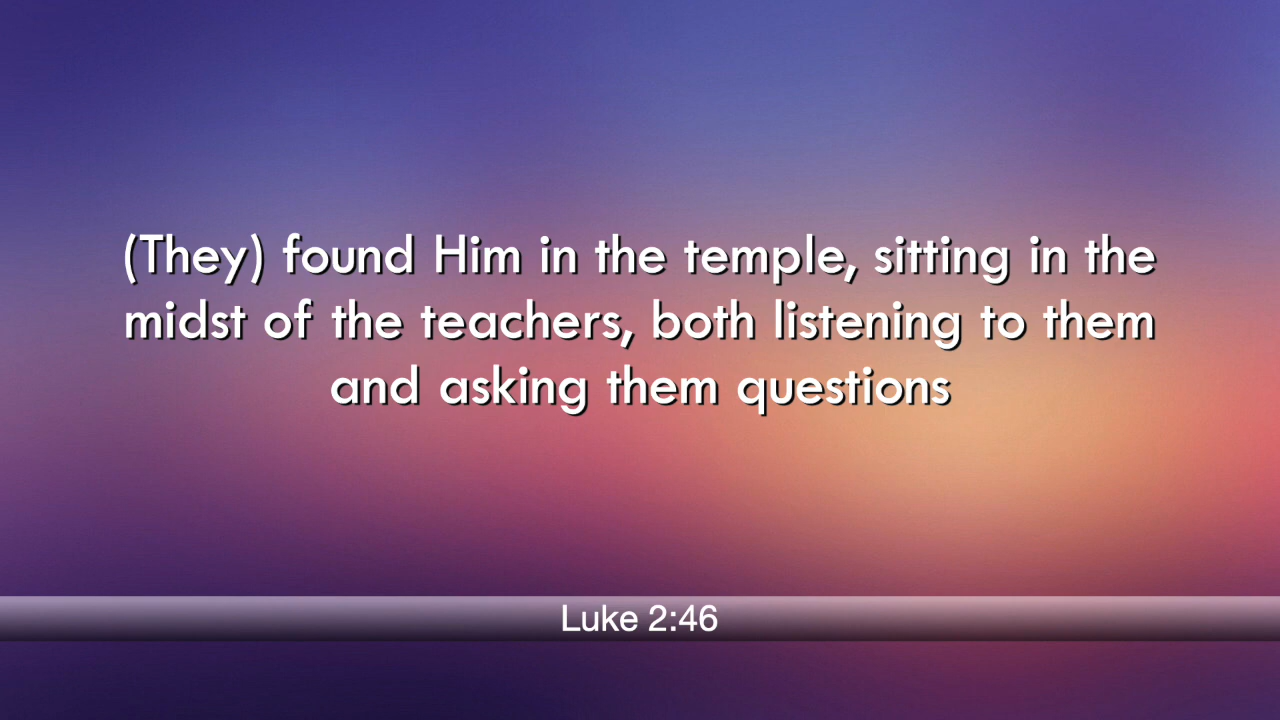 (They) found Him in the temple, sitting in the
midst of the teachers, both listening to them
and asking them questions
Luke 2:46